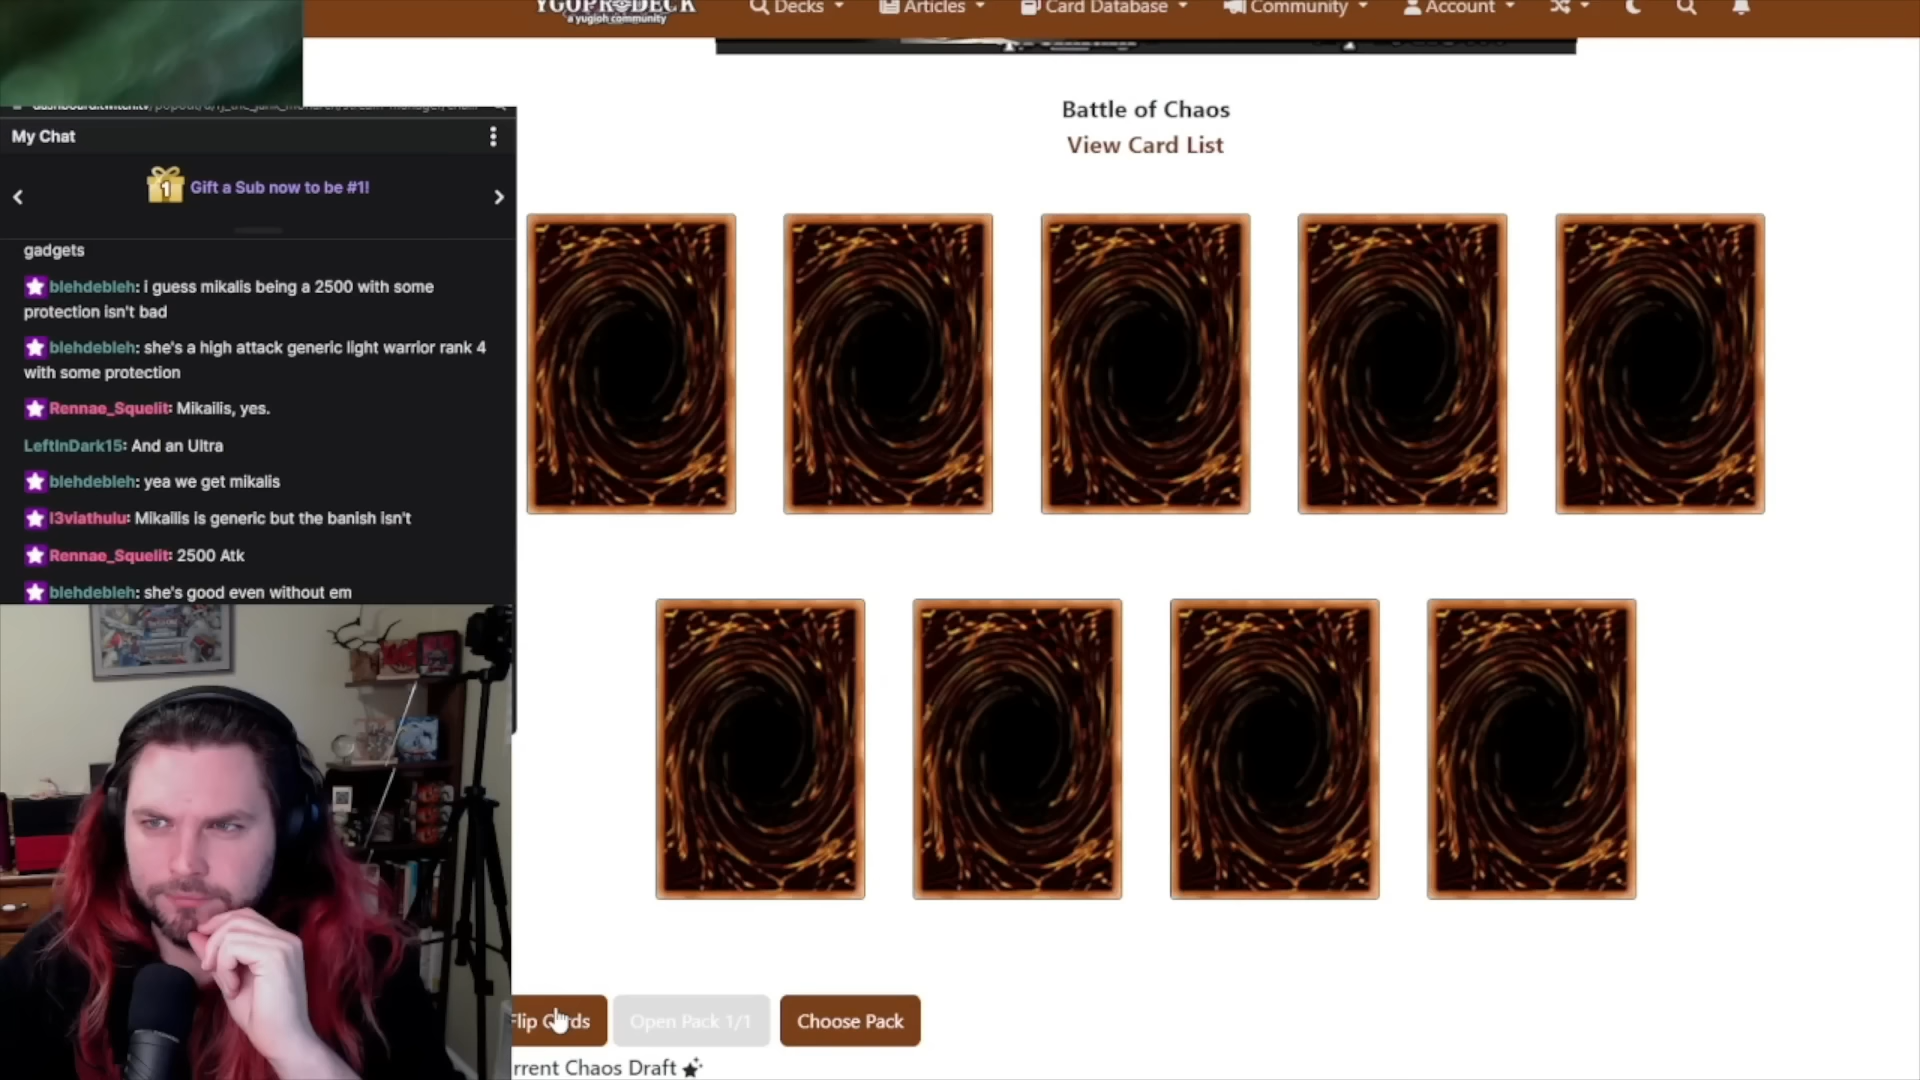 YGOPRODECK
a yugioh community
Decks
Articles
Card Database
Community
Account
My Chat
1
Gift a Sub now to be #1!
gadgets
blehdebleh: i guess mikalis being a 2500 with some
protection isn't bad
blehdebleh: she's a high attack generic light warrior rank 4
with some protection
Rennae_Squelit: Mikailis, yes.
LeftInDark15: And an Ultra
blehdebleh: yea we get mikalis
l3viathulu: Mikailis is generic but the banish isn't
Rennae_Squelit: 2500 Atk
blehdebleh: she's good even without em
Battle of Chaos
View Card List
Flip Cards
Open Pack 1/1
Choose Pack
rrent Chaos Draft